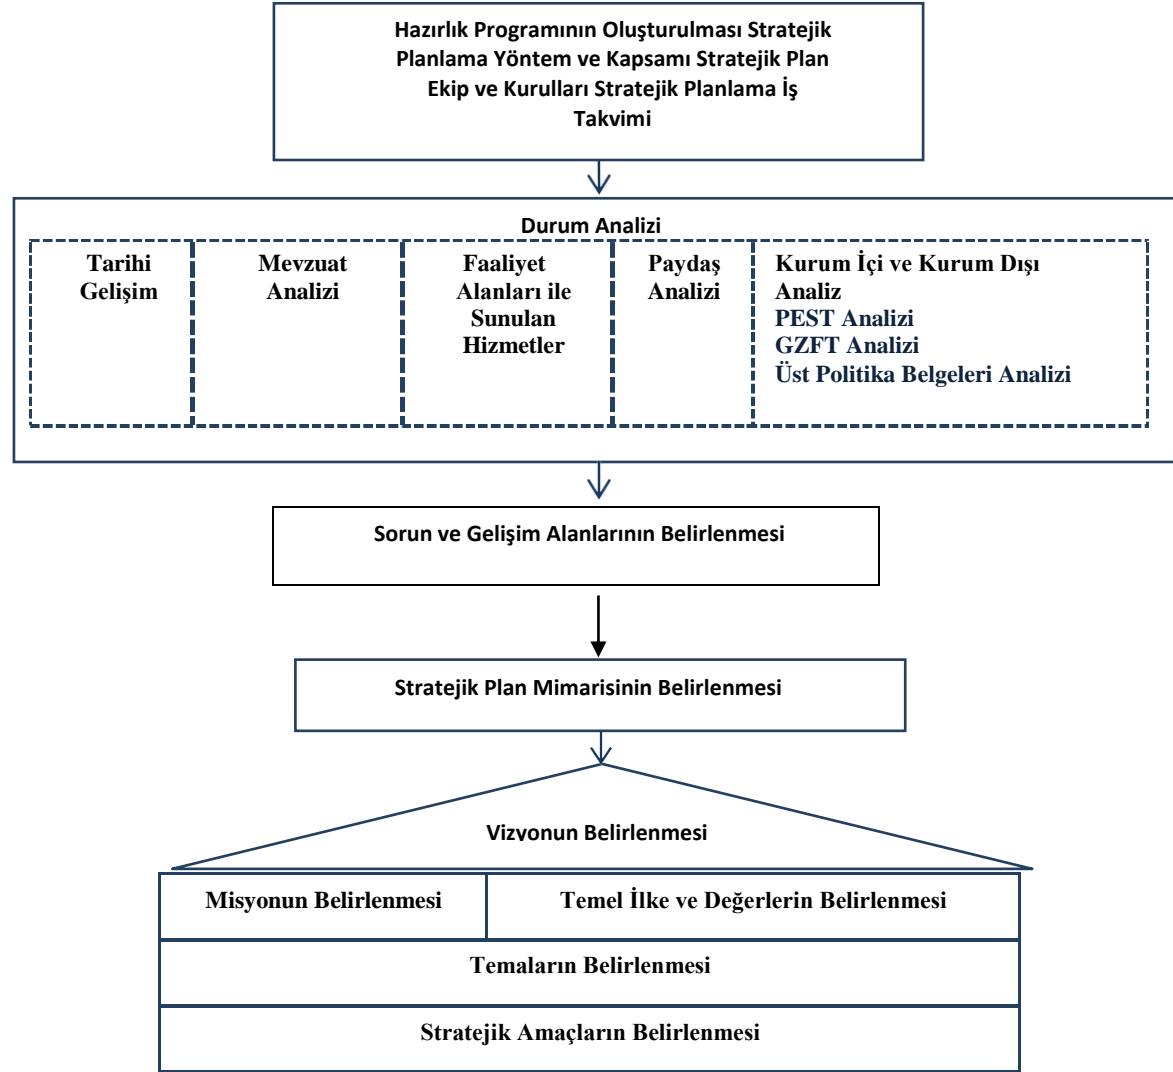 Hazırlık Programının Oluşturulması Stratejik
Planlama Yöntem ve Kapsamı Stratejik Plan
Ekip ve Kurulları Stratejik Planlama İş
Takvimi
Durum Analizi
Tarihi
Gelişim
Mevzuat
Analizi
Faaliyet
Alanları ile
Sunulan
Hizmetler
Paydaş
Analizi
Kurum İçi ve Kurum Dışı
Analiz
PEST Analizi
GZFT Analizi
Üst Politika Belgeleri Analizi
Sorun ve Gelişim Alanlarının Belirlenmesi
Stratejik Plan Mimarisinin Belirlenmesi
Vizyonun Belirlenmesi
Misyonun Belirlenmesi
Temel İlke ve Değerlerin Belirlenmesi
Temaların Belirlenmesi
Stratejik Amaçların Belirlenmesi